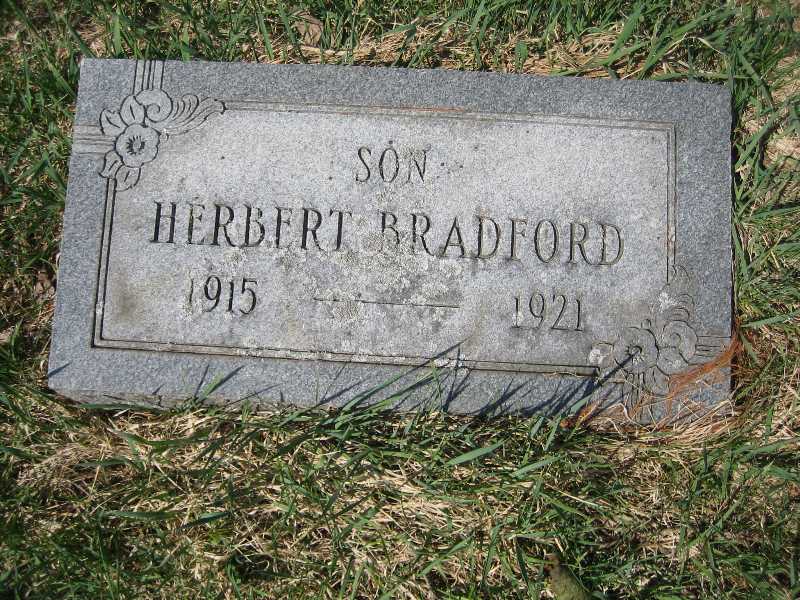 SON
HERBERT BRADFORD
1915 — 1921